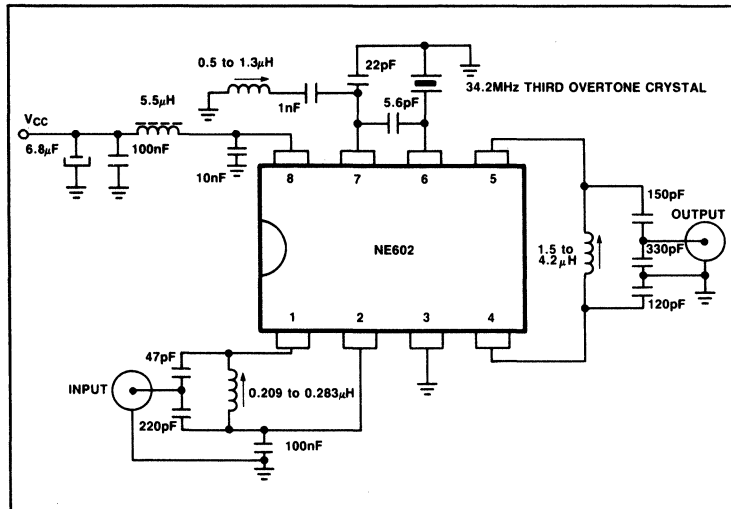 0.5 to 1.3μH
22pF
34.2MHz THIRD OVERTONE CRYSTAL
5.5μH
1nF
5.6pF
VCC
6.8μF
100nF
10nF
8
7
6
5
150pF
OUTPUT
NE602
1.5 to
4.2μH
330pF
120pF
1
2
3
4
47pF
INPUT
0.209 to 0.283μH
220pF
100nF